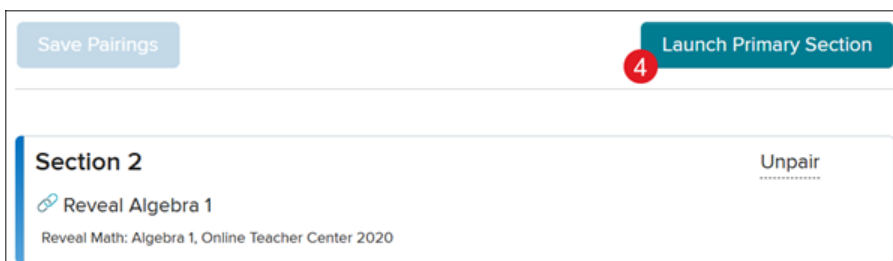 Save Pairings
Launch Primary Section
4
Section 2
Unpair
Reveal Algebra 1
Reveal Math: Algebra 1, Online Teacher Center 2020